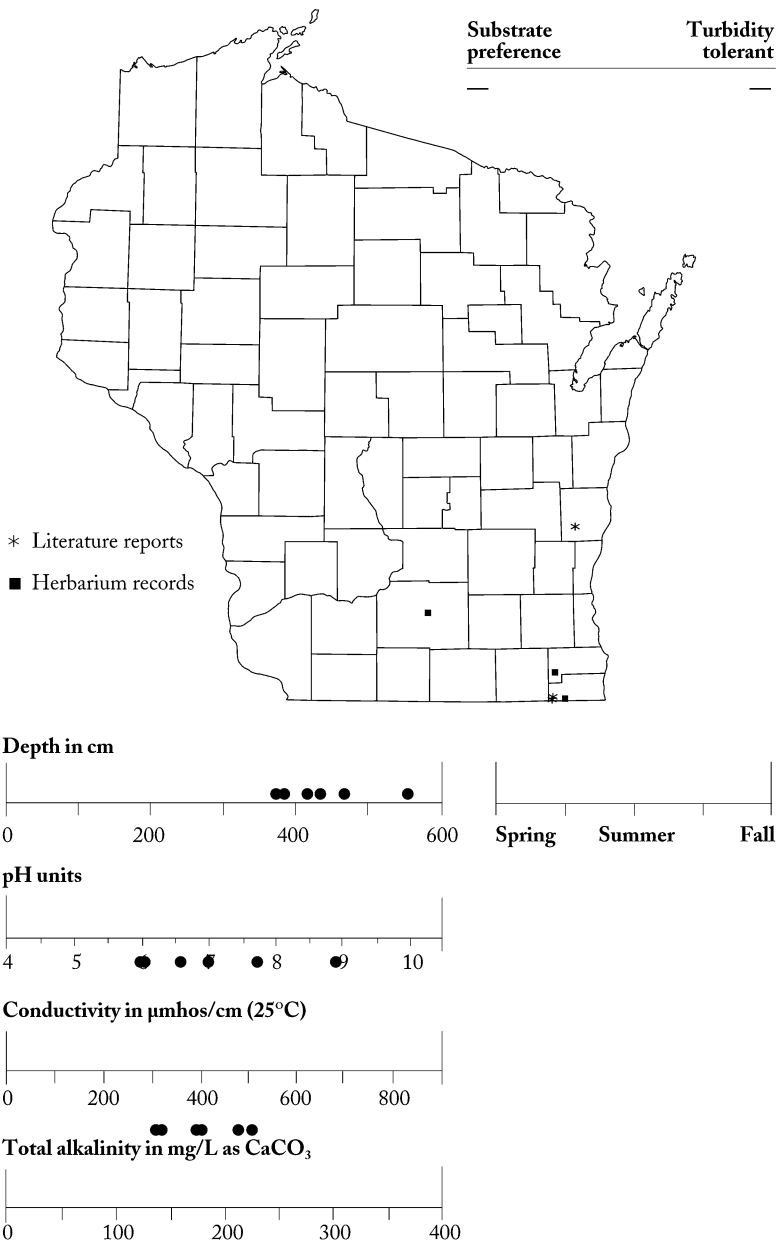 Substrate preference
Turbidity tolerant
— —
* Literature reports
■ Herbarium records
Depth in cm
0 200 400 600
Spring Summer Fall
pH units
4 5 6 7 8 9 10
Conductivity in µmhos/cm (25°C)
0 200 400 600 800
Total alkalinity in mg/L as CaCO₃
0 100 200 300 400